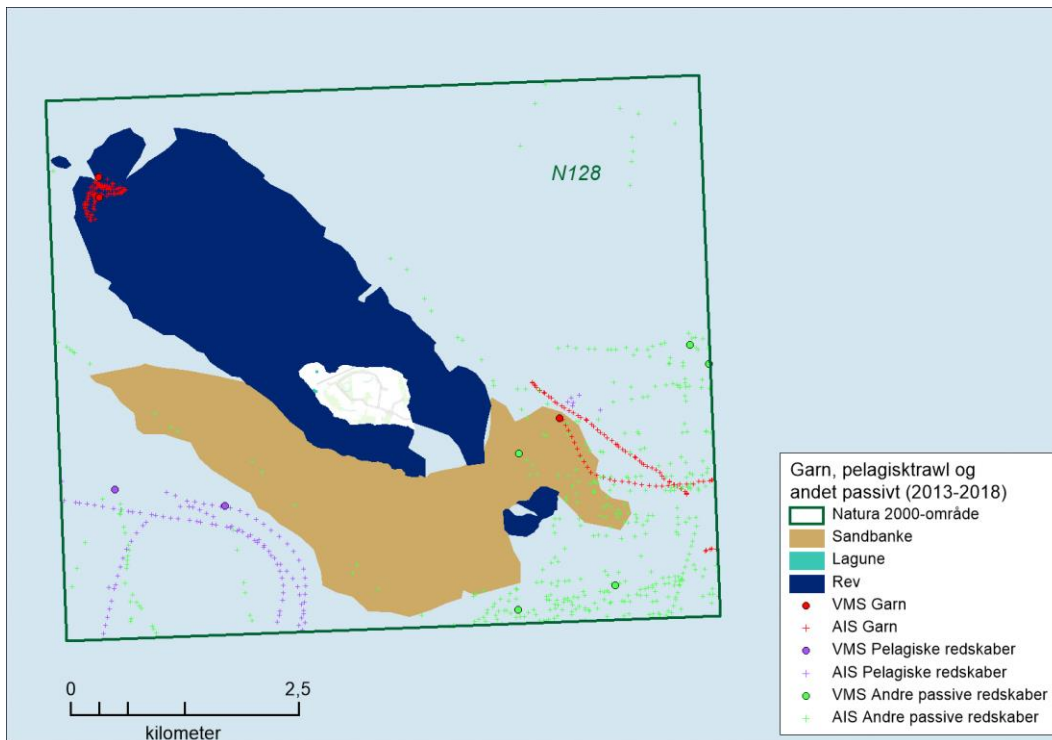 N128
Garn, pelagisktrawl og
andet passivt (2013-2018)
Natura 2000-område
Sandbanke
Lagune
Rev
VMS Garn
AIS Garn
VMS Pelagiske redskaber
AIS Pelagiske redskaber
VMS Andre passive redskaber
AIS Andre passive redskaber
0 2,5
kilometer